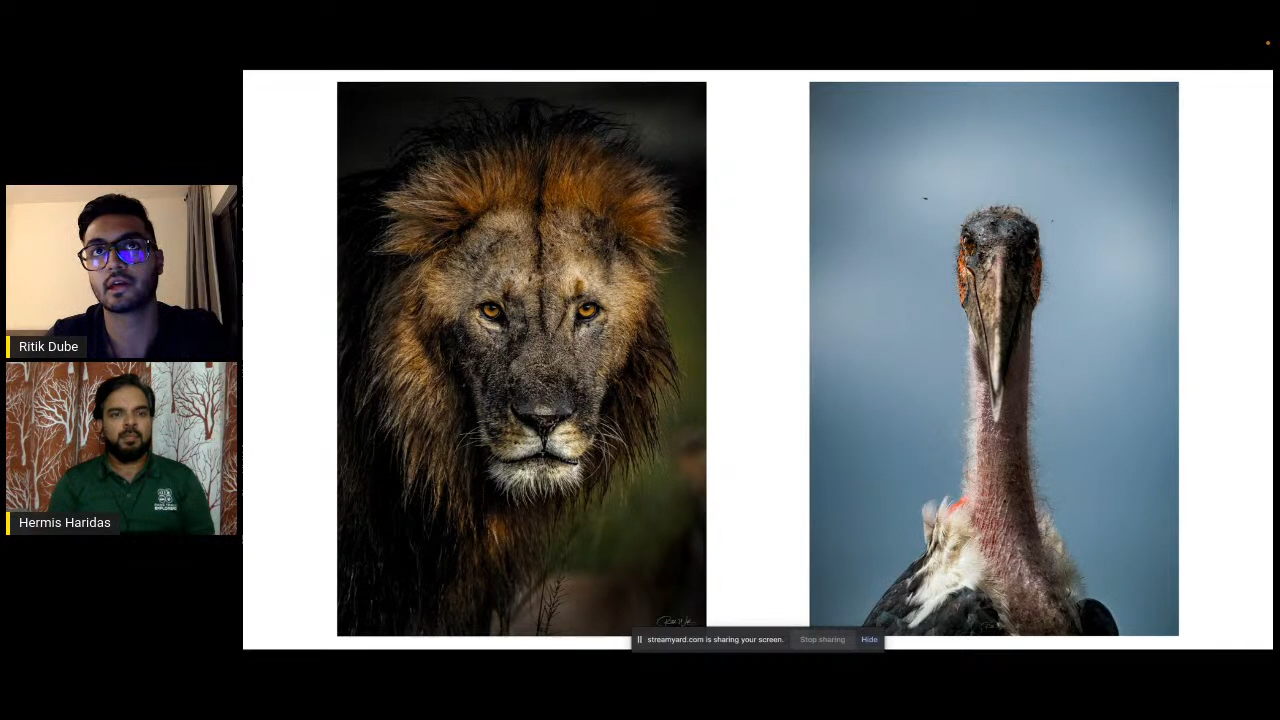 Ritik Dube
Hermis Haridas
streamyard.com is sharing your screen.
Stop sharing
Hide